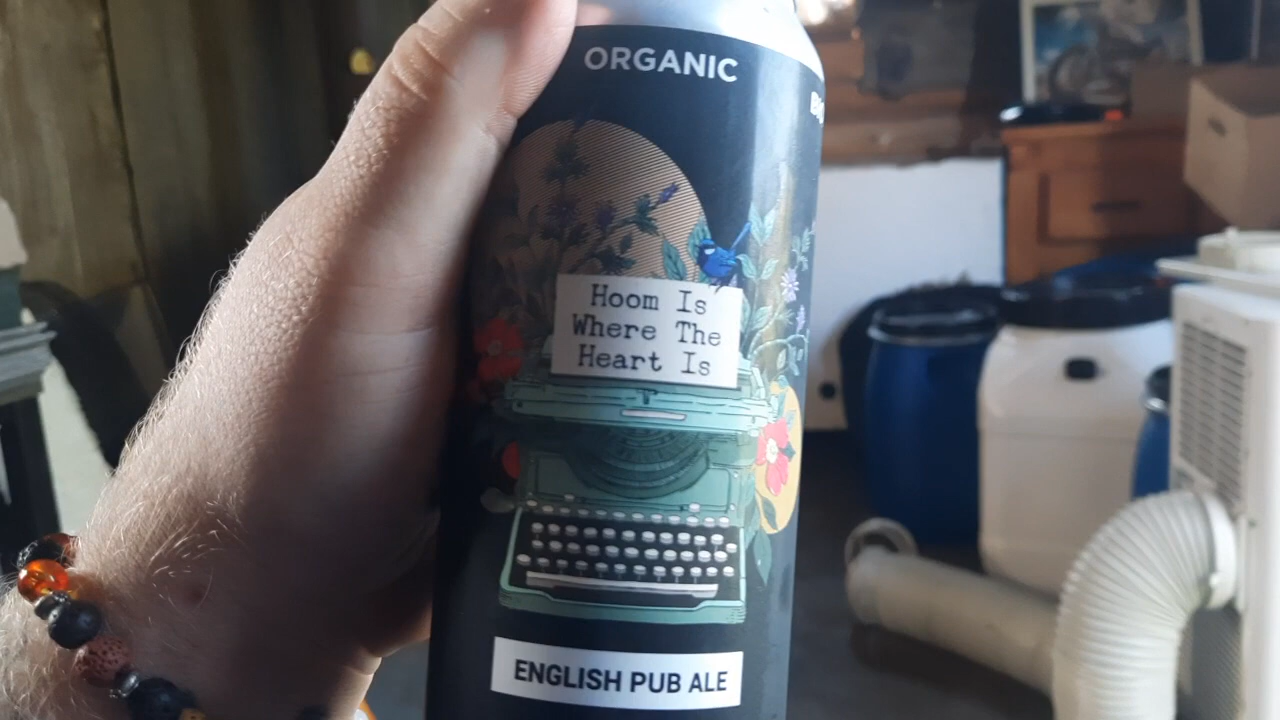 ORGANIC
Hoom Is
Where The
Heart Is
ENGLISH PUB ALE